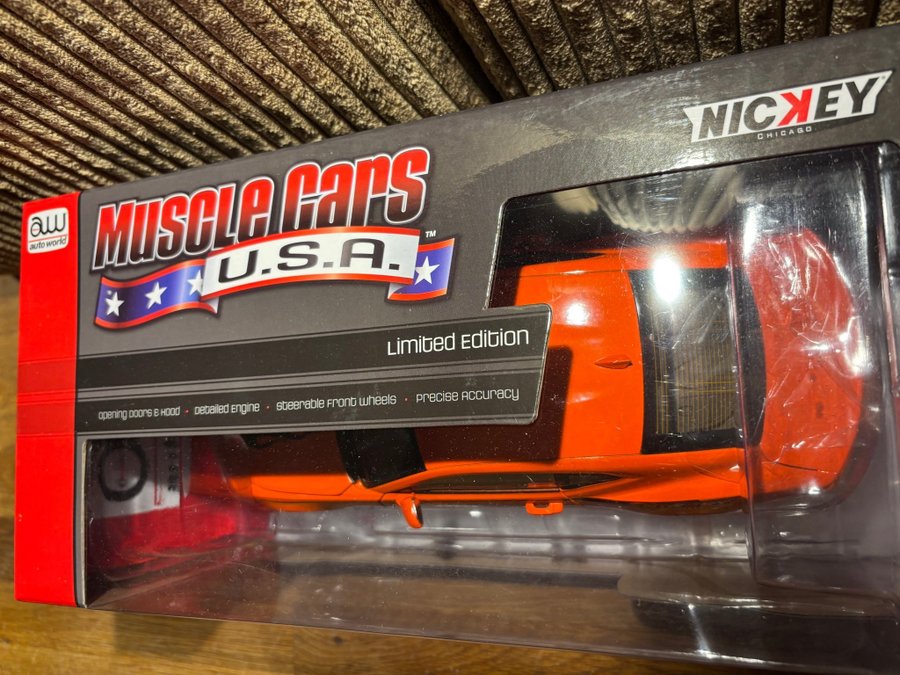 NICKEY
CHICAGO
aw
auto world
Muscle Cars
U.S.A.™
Limited Edition
Opening Doors & Hood • Detailed Engine • Steerable Front Wheels • Precise Accuracy